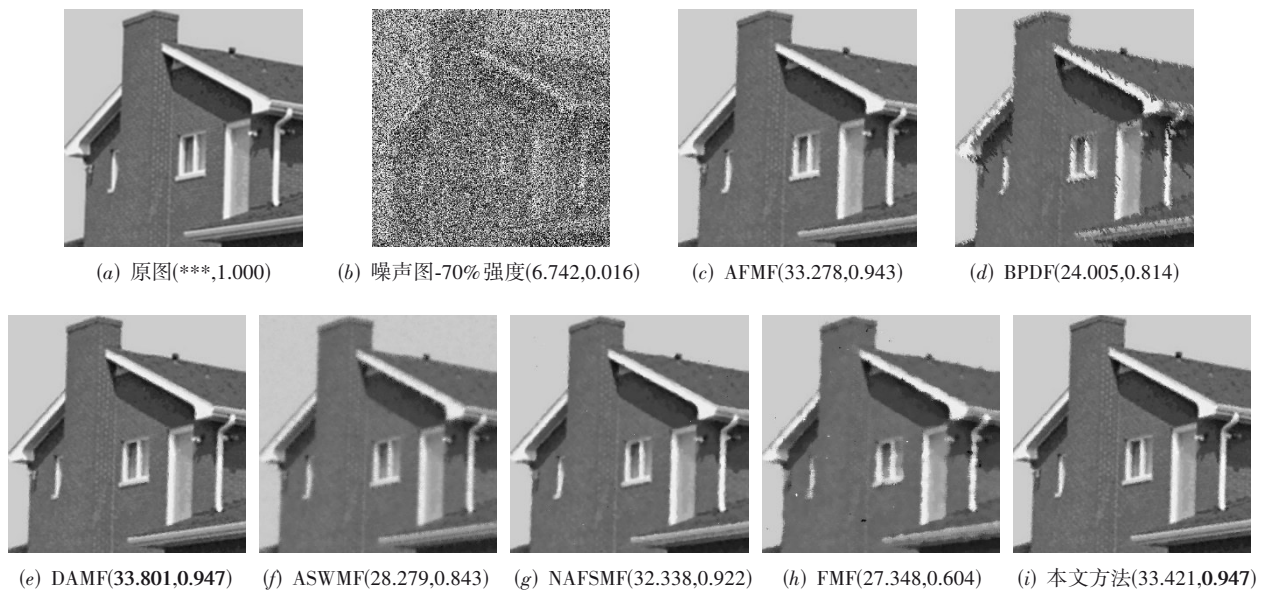 (a) 原图(***,1.000)
(b) 噪声图-70%强度(6.742,0.016)
(c) AFMF(33.278,0.943)
(d) BPDF(24.005,0.814)
(e) DAMF(33.801,0.947)
(f) ASWMF(28.279,0.843)
(g) NAFSMF(32.338,0.922)
(h) FMF(27.348,0.604)
(i) 本文方法(33.421,0.947)